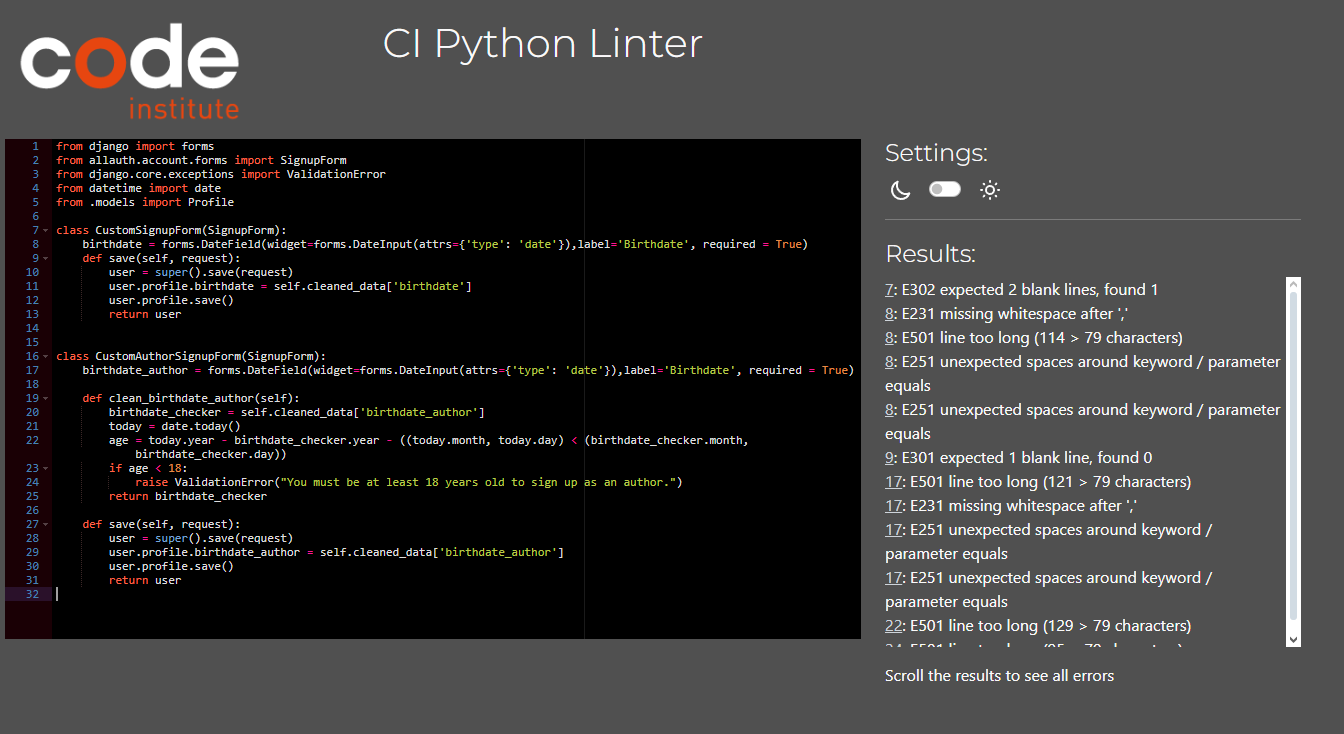 code
institute
CI Python Linter
1 from django import forms
2 from allauth.account.forms import SignupForm
3 from django.core.exceptions import ValidationError
4 from datetime import date
5 from .models import Profile
6
7 class CustomSignupForm(SignupForm):
8     birthdate = forms.DateField(widget=forms.DateInput(attrs={'type': 'date'}),label='Birthdate', required = True)
9     def save(self, request):
10         user = super().save(request)
11         user.profile.birthdate = self.cleaned_data['birthdate']
12         user.profile.save()
13         return user
14
15
16 class CustomAuthorSignupForm(SignupForm):
17     birthdate_author = forms.DateField(widget=forms.DateInput(attrs={'type': 'date'}),label='Birthdate', required = True)
18
19     def clean_birthdate_author(self):
20         birthdate_checker = self.cleaned_data['birthdate_author']
21         today = date.today()
22         age = today.year - birthdate_checker.year - ((today.month, today.day) < (birthdate_checker.month,
birthdate_checker.day))
23         if age < 18:
24             raise ValidationError("You must be at least 18 years old to sign up as an author.")
25         return birthdate_checker
26
27     def save(self, request):
28         user = super().save(request)
29         user.profile.birthdate_author = self.cleaned_data['birthdate_author']
30         user.profile.save()
31         return user
32
Settings:
Results:
7: E302 expected 2 blank lines, found 1
8: E231 missing whitespace after ','
8: E501 line too long (114 > 79 characters)
8: E251 unexpected spaces around keyword / parameter
equals
8: E251 unexpected spaces around keyword / parameter
equals
9: E301 expected 1 blank line, found 0
17: E501 line too long (121 > 79 characters)
17: E231 missing whitespace after ','
17: E251 unexpected spaces around keyword /
parameter equals
17: E251 unexpected spaces around keyword /
parameter equals
22: E501 line too long (129 > 79 characters)
Scroll the results to see all errors